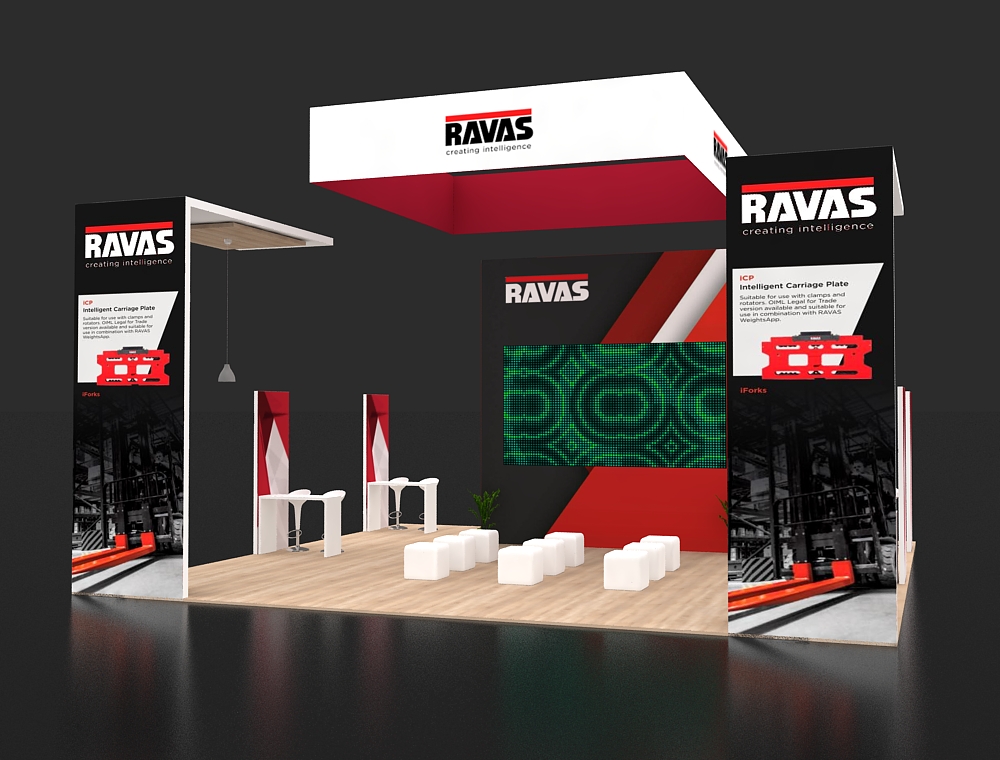 RAVAS
creating intelligence
RAVAS
creating intelligence
ICP
Intelligent Carriage Plate
Suitable for use with clamps and
rotators. OIML Legal for Trade
version available and suitable for
use in combination with RAVAS
WeightsApp.
iForks
RAVAS
RAVAS
creating intelligence
ICP
Intelligent Carriage Plate
Suitable for use with clamps and
rotators. OIML Legal for Trade
version available and suitable for
use in combination with RAVAS
WeightsApp.
iForks